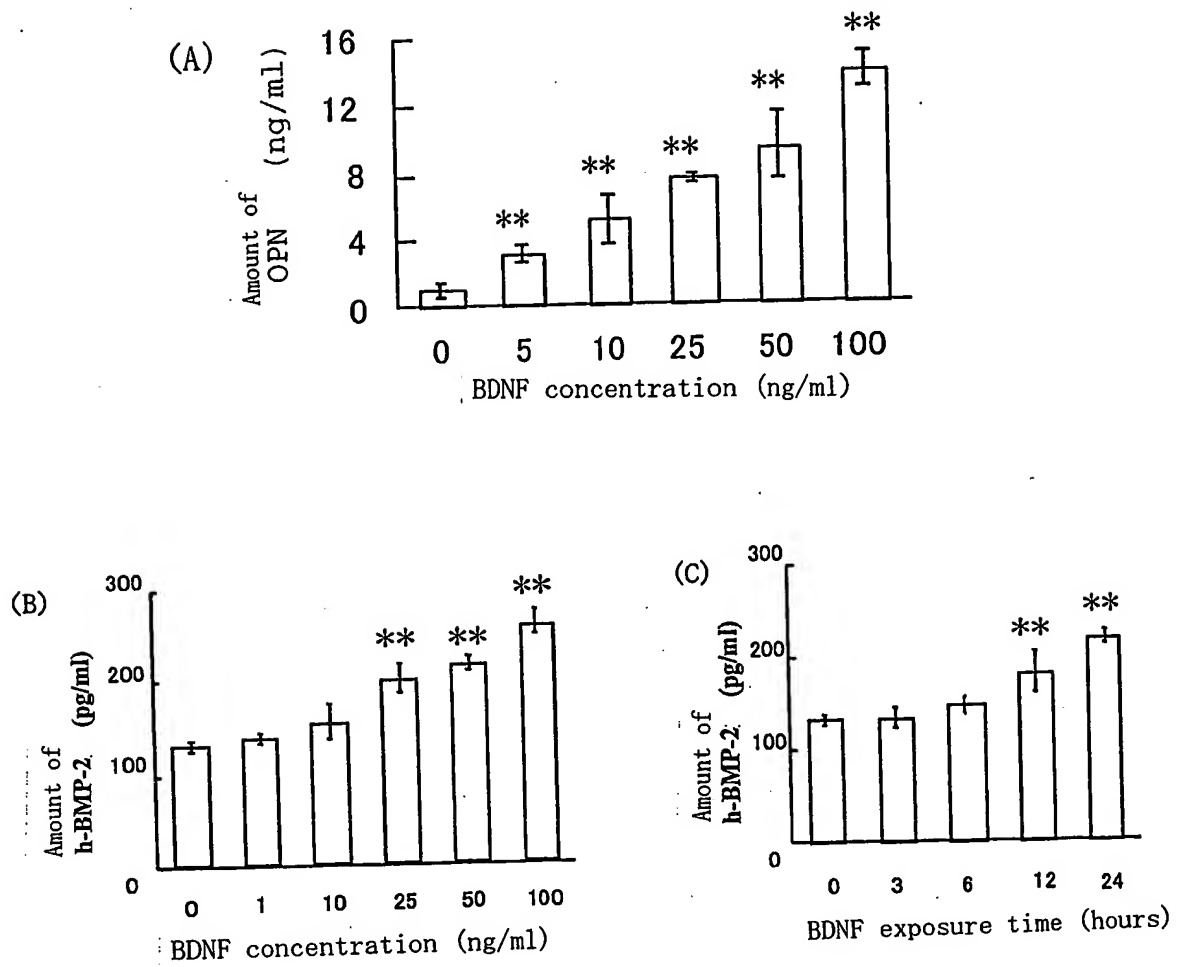 (A)
Amount of
OPN (ng/ml)
16
12
8
4
0
**
**
**
**
**
0 5 10 25 50 100
BDNF concentration (ng/ml)
(B)
Amount of
h-BMP-2 (pg/ml)
300
200
100
0
**
**
**
0 1 10 25 50 100
BDNF concentration (ng/ml)
(C)
Amount of
h-BMP-2 (pg/ml)
300
200
100
0
**
**
0 3 6 12 24
BDNF exposure time (hours)